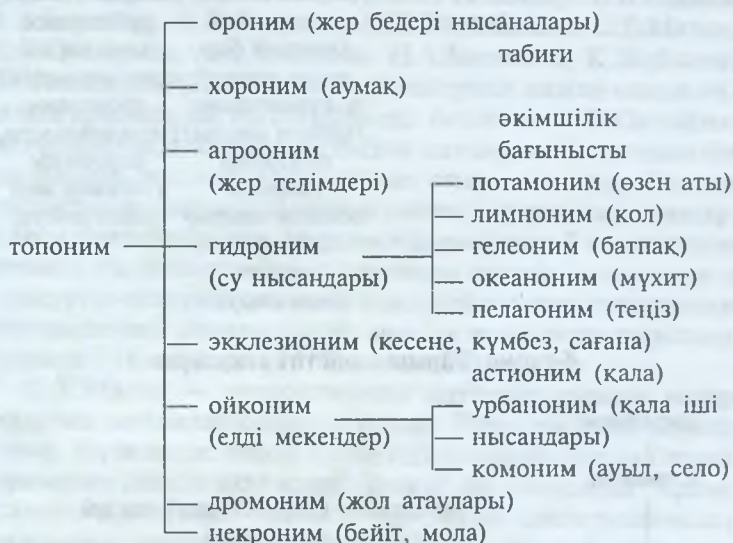 ороним (жер бедері нысаналары)
табиғи
хороним (аумақ)
әкімшілік
агрооним бағынысты
(жер телімдері) потамоним (өзен аты)
лимноним (кол)
топоним гидроним гелеоним (батпақ)
(су нысандары) океаноним (мұхит)
пелагоним (теңіз)
экклезионим (кесене, күмбез, сағана)
астионим (қала)
ойконим урбаноним (қала іші
(елді мекендер) нысандары)
комоним (ауыл, село)
дромоним (жол атаулары)
некроним (бейіт, мола)